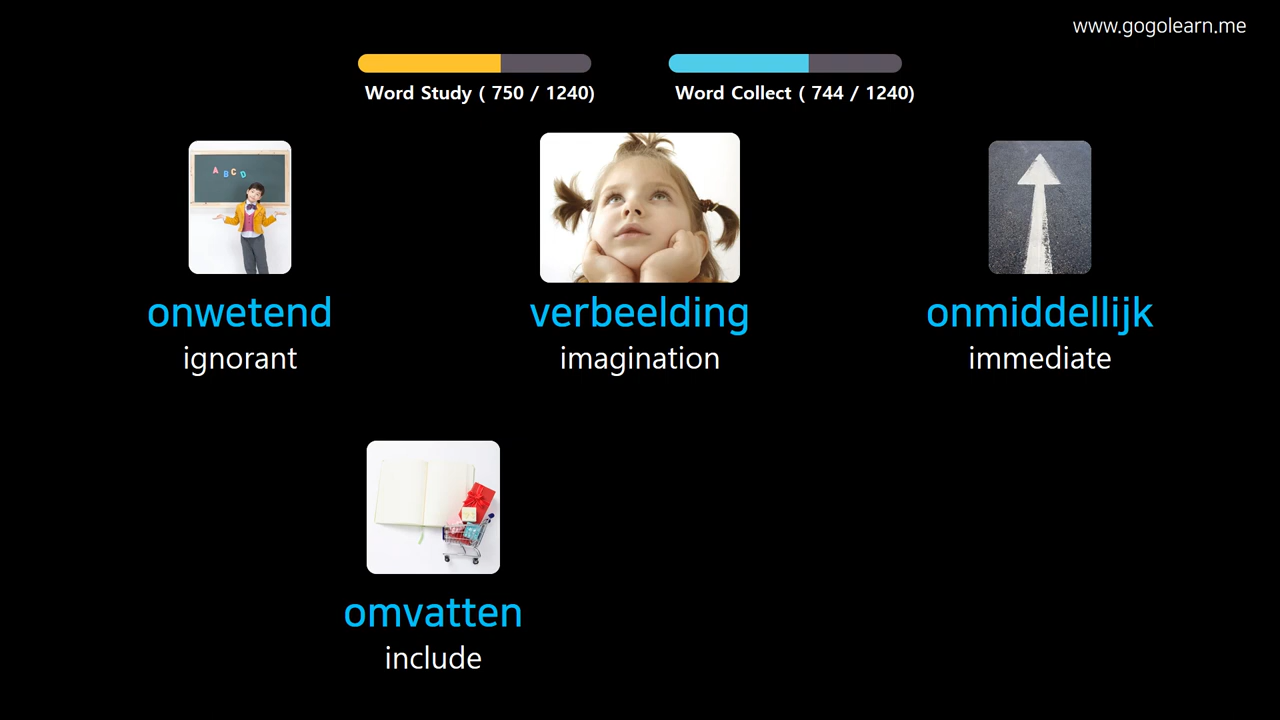 www.gogolearn.me
Word Study ( 750 / 1240)
Word Collect ( 744 / 1240)
A B C D
onwetend
ignorant
verbeelding
imagination
onmiddellijk
immediate
omvatten
include